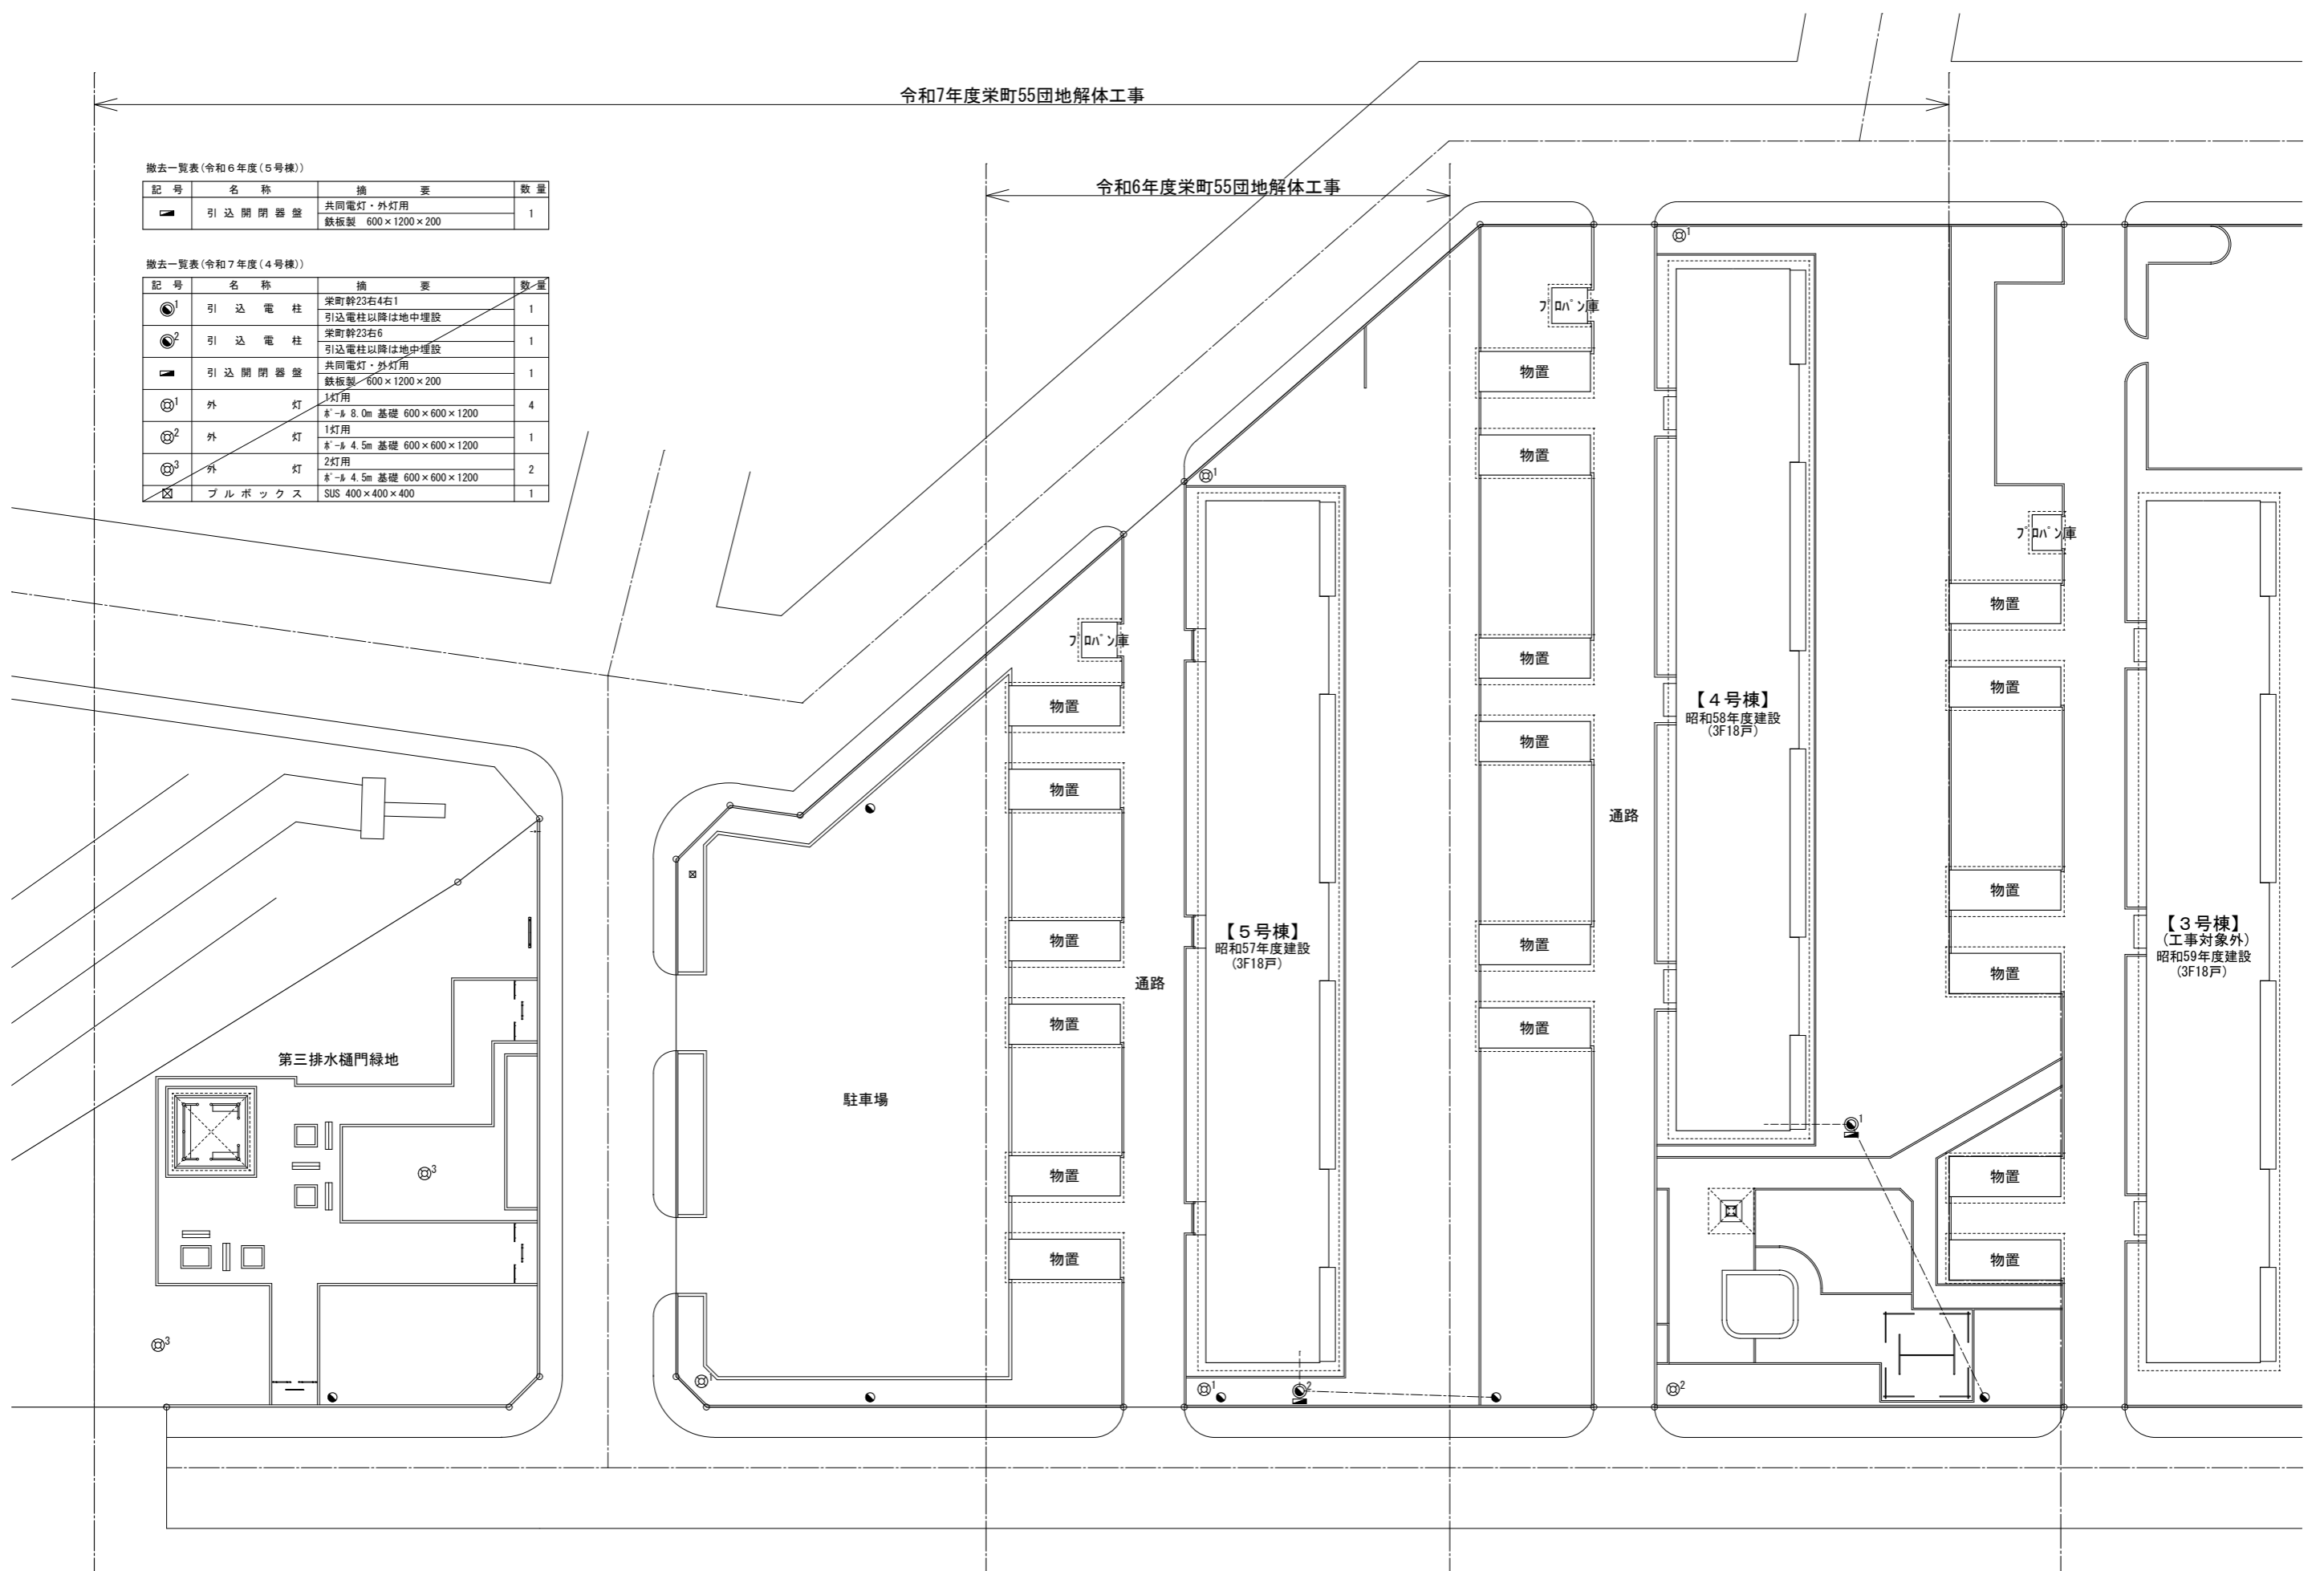 令和7年度栄町55団地解体工事
令和6年度栄町55団地解体工事
撤去一覧表(令和6年度(5号棟))
記号 名称 摘要 数量
引込開閉器盤 共同電灯・外灯用 1
鉄板製 600×1200×200
撤去一覧表(令和7年度(4号棟))
記号 名称 摘要 数量
1 引込電柱 栄町幹23右4右1 1
引込電柱以降は地中埋設
2 引込電柱 栄町幹23右6 1
引込電柱以降は地中埋設
引込開閉器盤 共同電灯・外灯用 1
鉄板製 600×1200×200
1 外灯 1灯用 4
ポール 8.0m 基礎 600×600×1200
2 外灯 1灯用 1
ポール 4.5m 基礎 600×600×1200
3 外灯 2灯用 2
ポール 4.5m 基礎 600×600×1200
プルボックス SUS 400×400×400 1
1
プロパン庫
物置
物置
1
プロパン庫
物置
プロパン庫
物置
物置
物置
物置
【4号棟】
昭和58年度建設
(3F18戸)
物置
物置
通路
物置
【5号棟】
昭和57年度建設
(3F18戸)
物置
物置
【3号棟】
(工事対象外)
昭和59年度建設
(3F18戸)
物置
通路
物置
物置
第三排水樋門緑地
駐車場
1
3
物置
物置
物置
物置
3
1
1
2
2